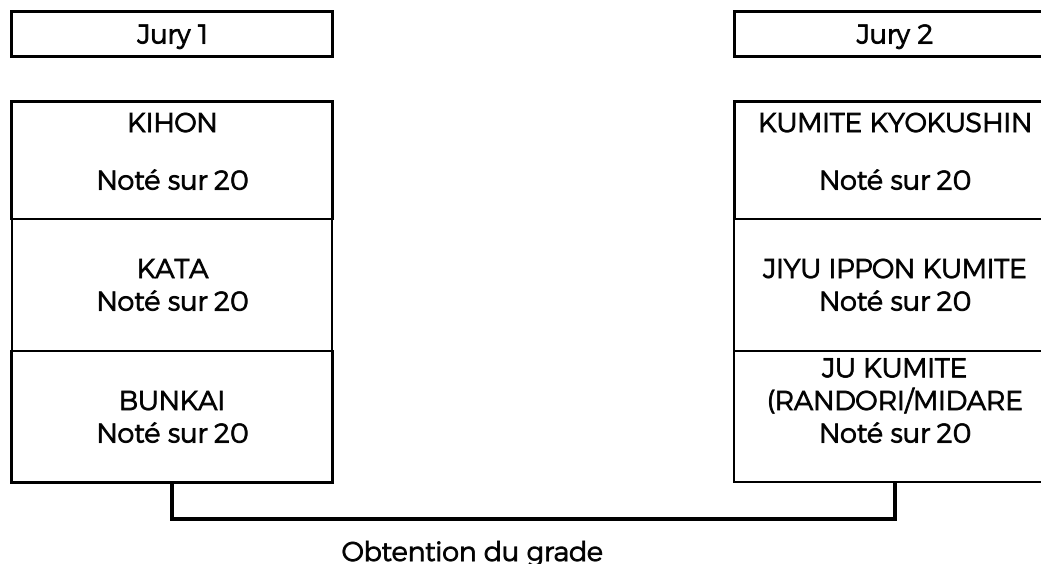 Jury 1
Jury 2
KIHON
Noté sur 20
KATA
Noté sur 20
BUNKAI
Noté sur 20
KUMITE KYOKUSHIN
Noté sur 20
JIYU IPPON KUMITE
Noté sur 20
JU KUMITE
(RANDORI/MIDARE
Noté sur 20
Obtention du grade